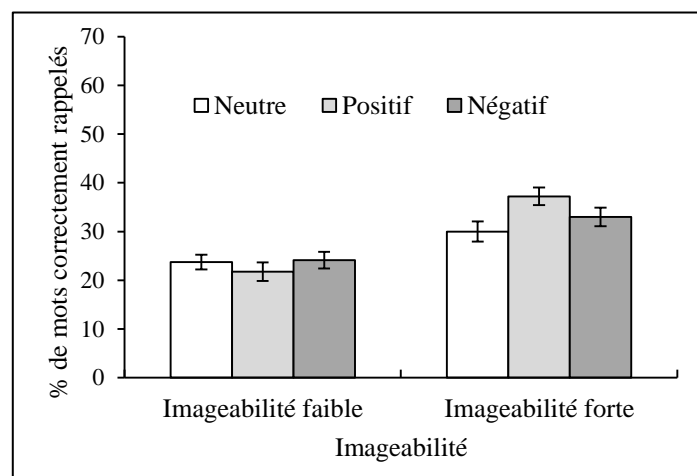 % de mots correctement rappelés
70
60
50
40
30
20
10
0
Neutre Positif Négatif
Imageabilité faible Imageabilité forte
Imageabilité